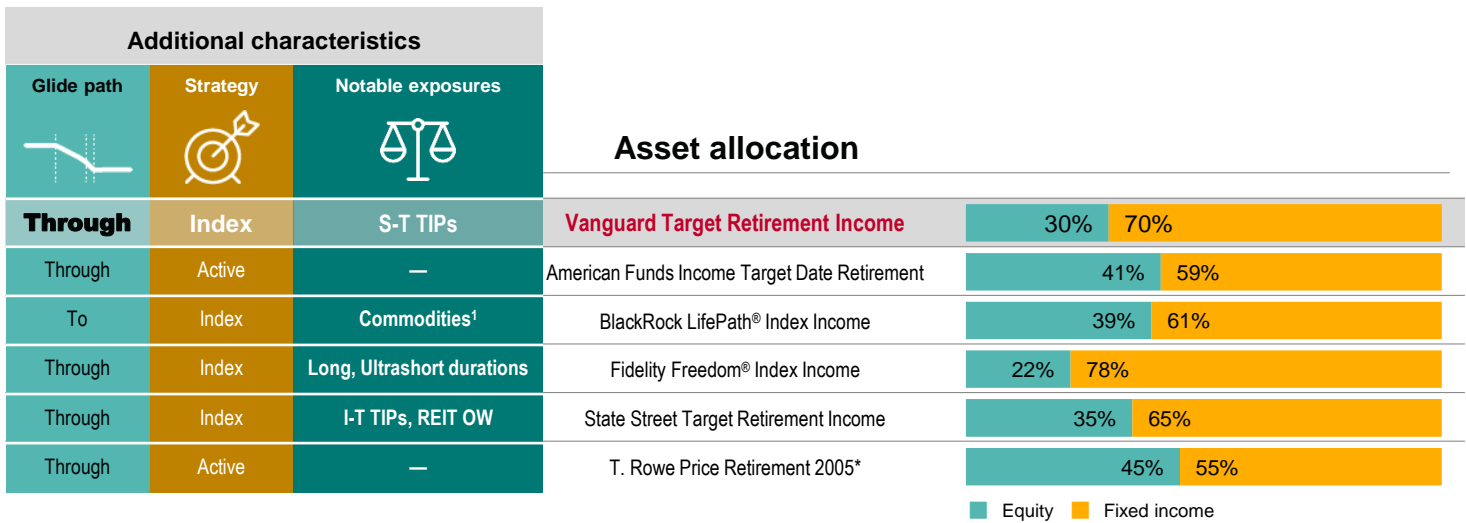 Additional characteristics
Glide path Strategy Notable exposures
Asset allocation
Through Index S-T TIPs Vanguard Target Retirement Income 30% 70%
Through Active — American Funds Income Target Date Retirement 41% 59%
To Index Commodities¹ BlackRock LifePath® Index Income 39% 61%
Through Index Long, Ultrashort durations Fidelity Freedom® Index Income 22% 78%
Through Index I-T TIPs, REIT OW State Street Target Retirement Income 35% 65%
Through Active — T. Rowe Price Retirement 2005* 45% 55%
Equity Fixed income